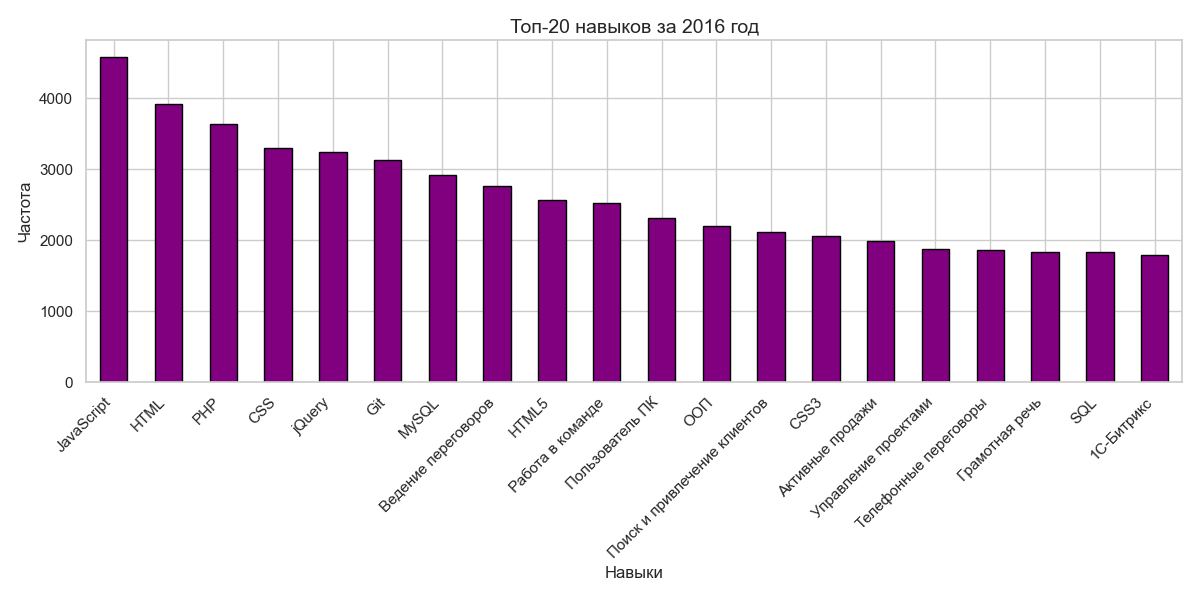 Топ-20 навыков за 2016 год
Частота
4000
3000
2000
1000
0
JavaScript
HTML
PHP
CSS
jQuery
Git
MySQL
Ведение переговоров
HTML5
Работа в команде
Пользователь ПК
ООП
Поиск и привлечение клиентов
CSS3
Активные продажи
Управление проектами
Телефонные переговоры
Грамотная речь
SQL
1С-Битрикс
Навыки